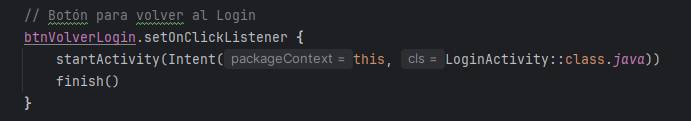 // Botón para volver al Login
btnVolverLogin.setOnClickListener {
startActivity(Intent( packageContext = this, cls = LoginActivity::class.java))
finish()
}